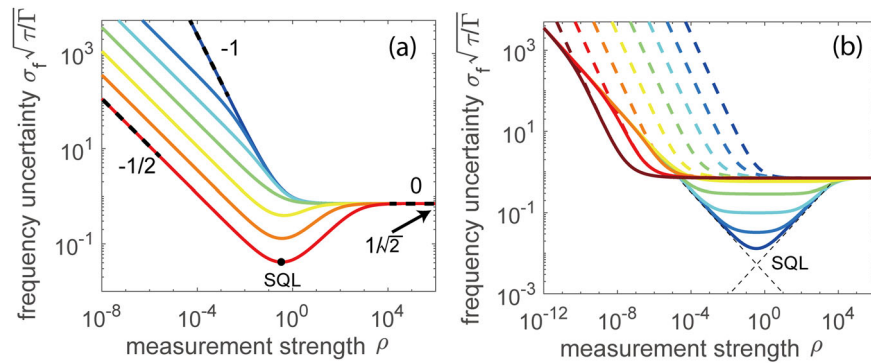 (a)
frequency uncertainty σ_f √τ/Γ
10³
10¹
10⁻¹
-1
-1/2
0
1/√2
SQL
10⁻⁸
10⁻⁴
10⁰
10⁴
measurement strength ρ
(b)
frequency uncertainty σ_f √τ/Γ
10³
10¹
10⁻¹
10⁻³
SQL
10⁻¹²
10⁻⁸
10⁻⁴
10⁰
10⁴
measurement strength ρ